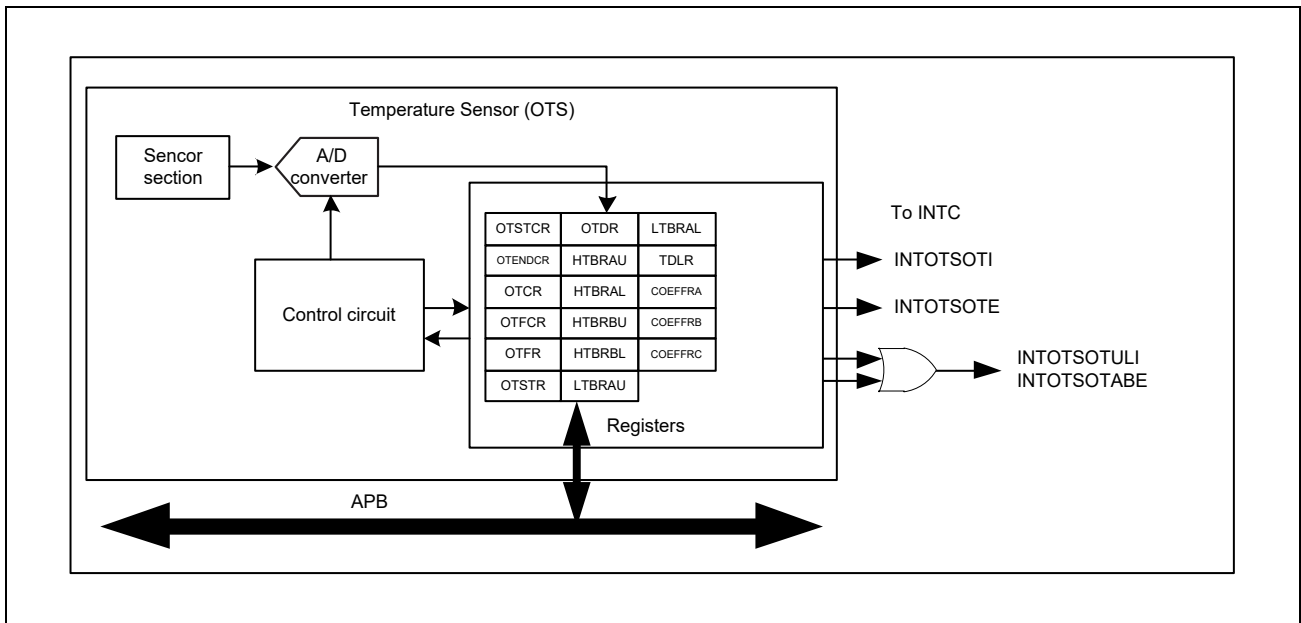 Temperature Sensor (OTS)
Sencor
section
A/D
converter
Control circuit
OTSTCR OTDR LTBRAL
OTENDCR HTBRAU TDLR
OTCR HTBRAL COEFFRA
OTFCR HTBRBU COEFFRB
OTFR HTBRBL COEFFRC
OTSTR LTBRAU
Registers
APB
To INTC
INTOTSOTI
INTOTSOTE
INTOTSOTULI
INTOTSOTABE